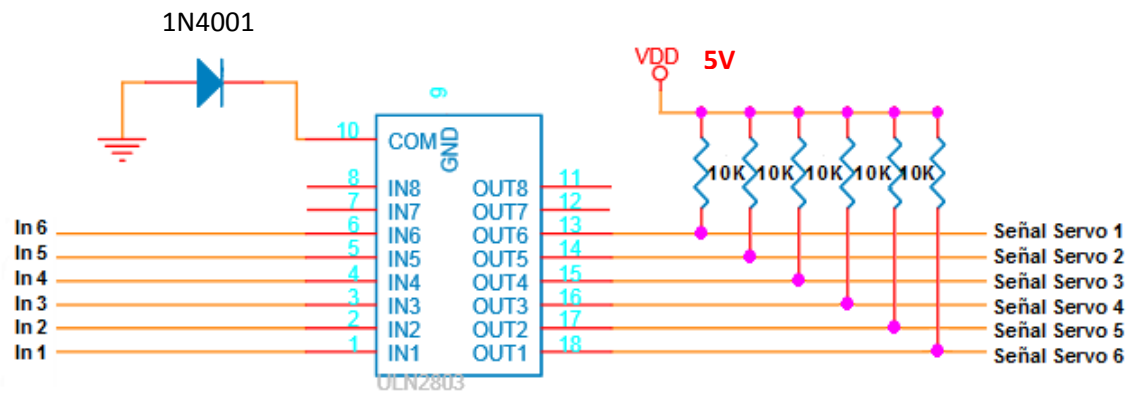 1N4001
VDD 5V
9
10 COM GND
10K 10K 10K 10K 10K
8 IN8 OUT8 11
7 IN7 OUT7 12
In 6 6 IN6 OUT6 13 Señal Servo 1
In 5 5 IN5 OUT5 14 Señal Servo 2
In 4 4 IN4 OUT4 15 Señal Servo 3
In 3 3 IN3 OUT3 16 Señal Servo 4
In 2 2 IN2 OUT2 17 Señal Servo 5
In 1 1 IN1 OUT1 18 Señal Servo 6
ULN2803